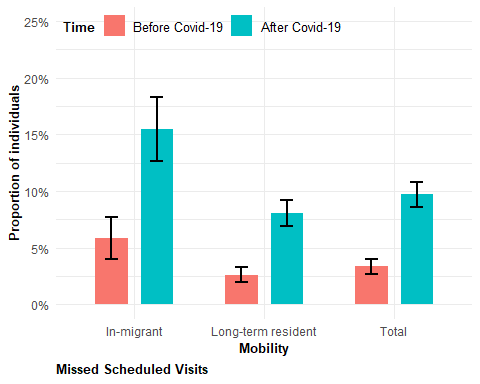 25%
Time Before Covid-19 After Covid-19
20%
15%
10%
5%
0%
Proportion of individuals
In-migrant Long-term resident Total
Mobility
Missed Scheduled Visits